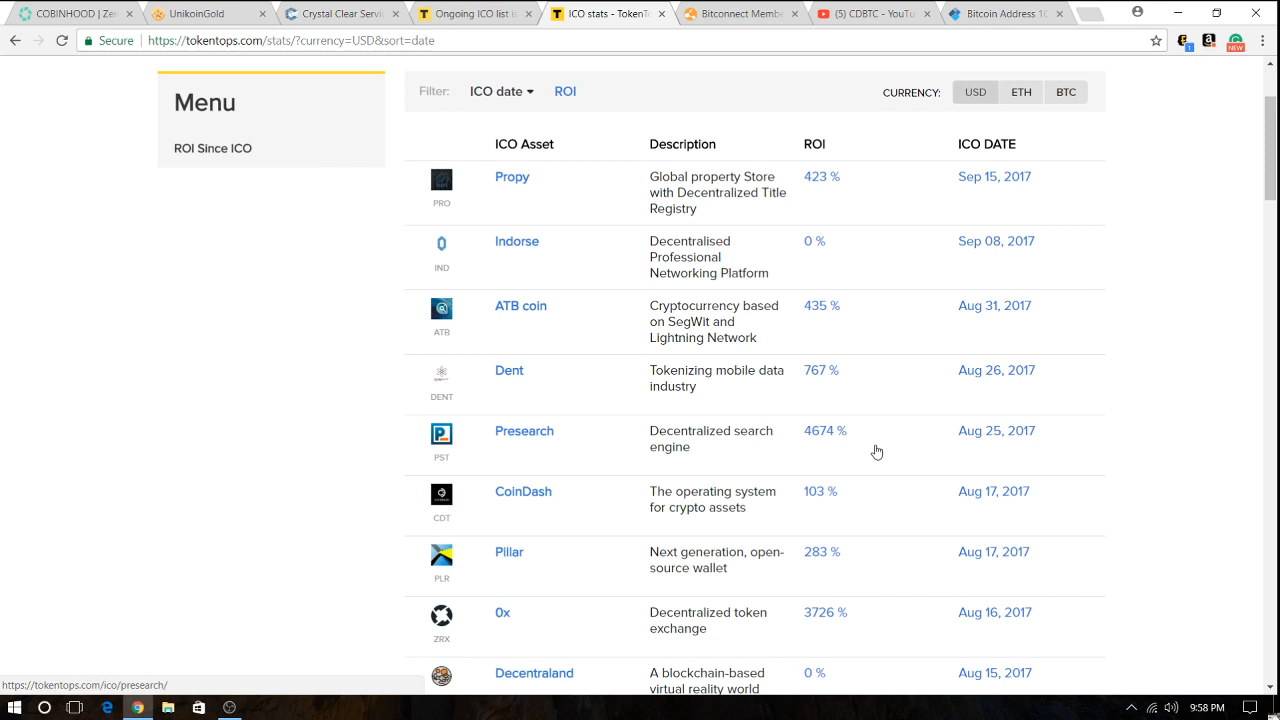 COBINHOOD | Zer
UnikoinGold
Crystal Clear Servic
Ongoing ICO list is
ICO stats - TokenTo
Bitconnect Membe
(5) CDBTC - YouTu
Bitcoin Address 1
Secure
https://tokentops.com/stats/?currency=USD&sort=date
NEW
Menu
ROI Since ICO
Filter:
ICO date
ROI
CURRENCY:
USD
ETH
BTC
ICO Asset
Description
ROI
ICO DATE
PRO
Propy
Global property Store
with Decentralized Title
Registry
423 %
Sep 15, 2017
IND
Indorse
Decentralised
Professional
Networking Platform
0 %
Sep 08, 2017
ATB
ATB coin
Cryptocurrency based
on SegWit and
Lightning Network
435 %
Aug 31, 2017
DENT
Dent
Tokenizing mobile data
industry
767 %
Aug 26, 2017
PST
Presearch
Decentralized search
engine
4674 %
Aug 25, 2017
CDT
CoinDash
The operating system
for crypto assets
103 %
Aug 17, 2017
PLR
Pillar
Next generation, open-
source wallet
283 %
Aug 17, 2017
ZRX
0x
Decentralized token
exchange
3726 %
Aug 16, 2017
Decentraland
A blockchain-based
virtual reality world
0 %
Aug 15, 2017
https://tokentops.com/ico/presearch/
9:58 PM